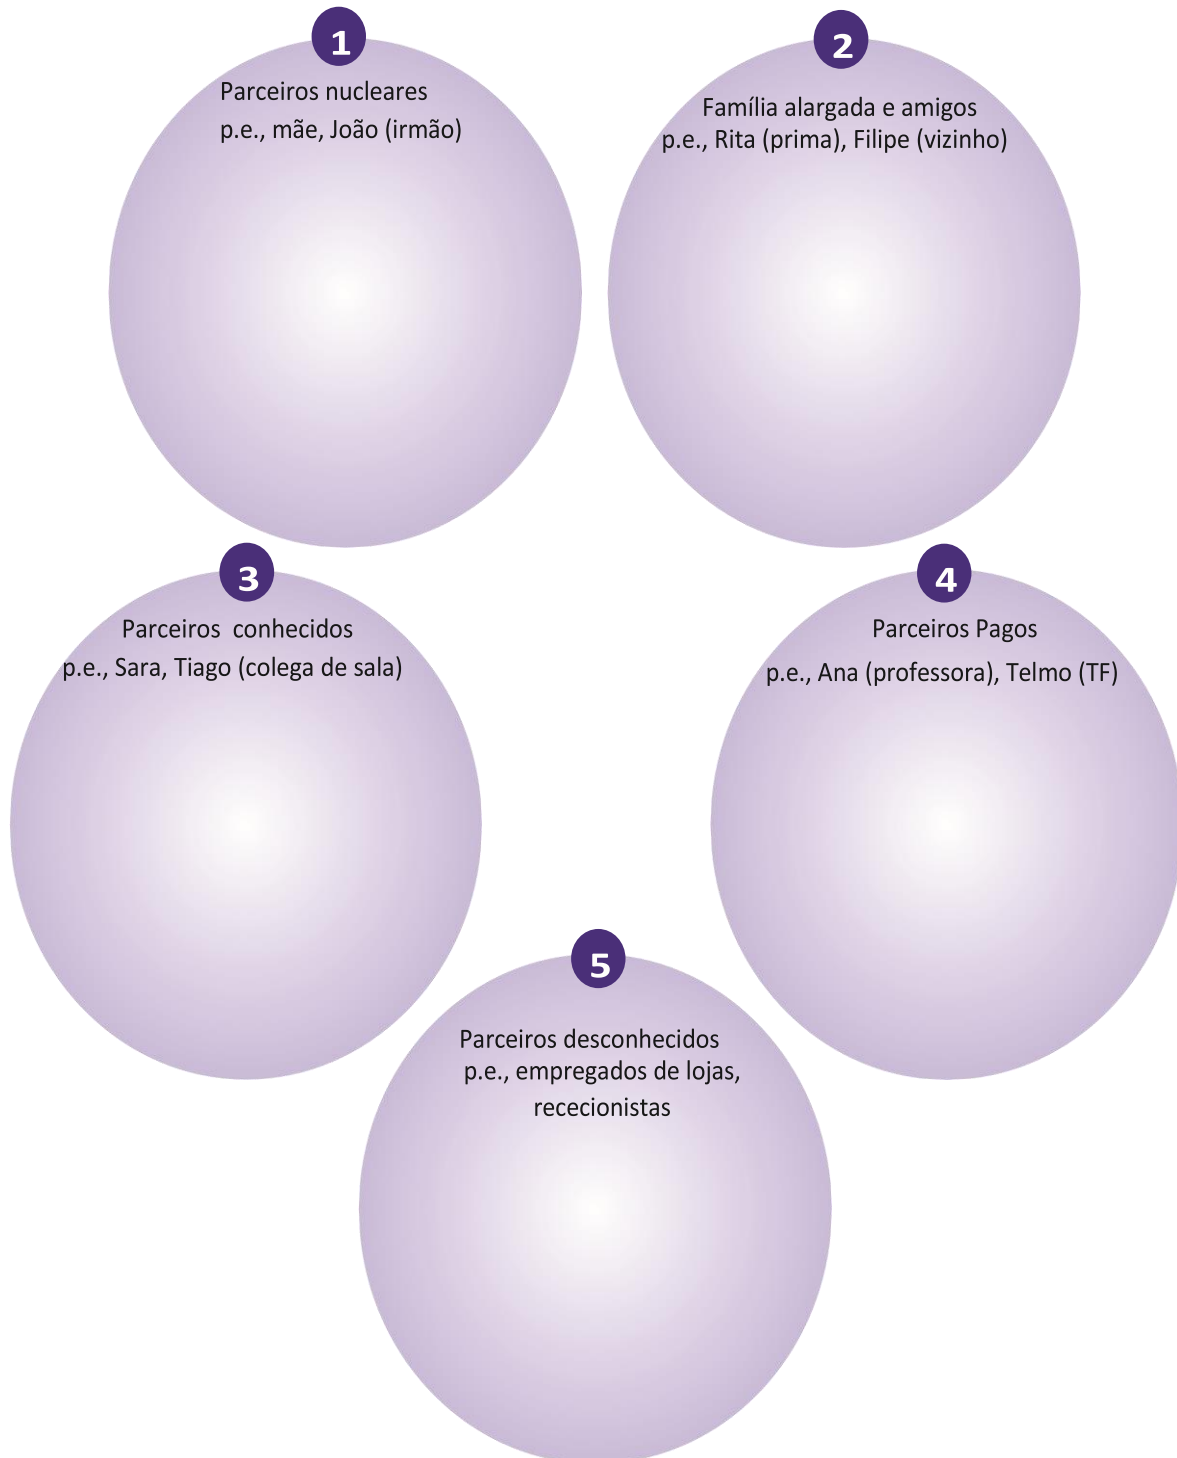 1
Parceiros nucleares
p.e., mãe, João (irmão)
2
Família alargada e amigos
p.e., Rita (prima), Filipe (vizinho)
3
Parceiros conhecidos
p.e., Sara, Tiago (colega de sala)
4
Parceiros Pagos
p.e., Ana (professora), Telmo (TF)
5
Parceiros desconhecidos
p.e., empregados de lojas,
rececionistas